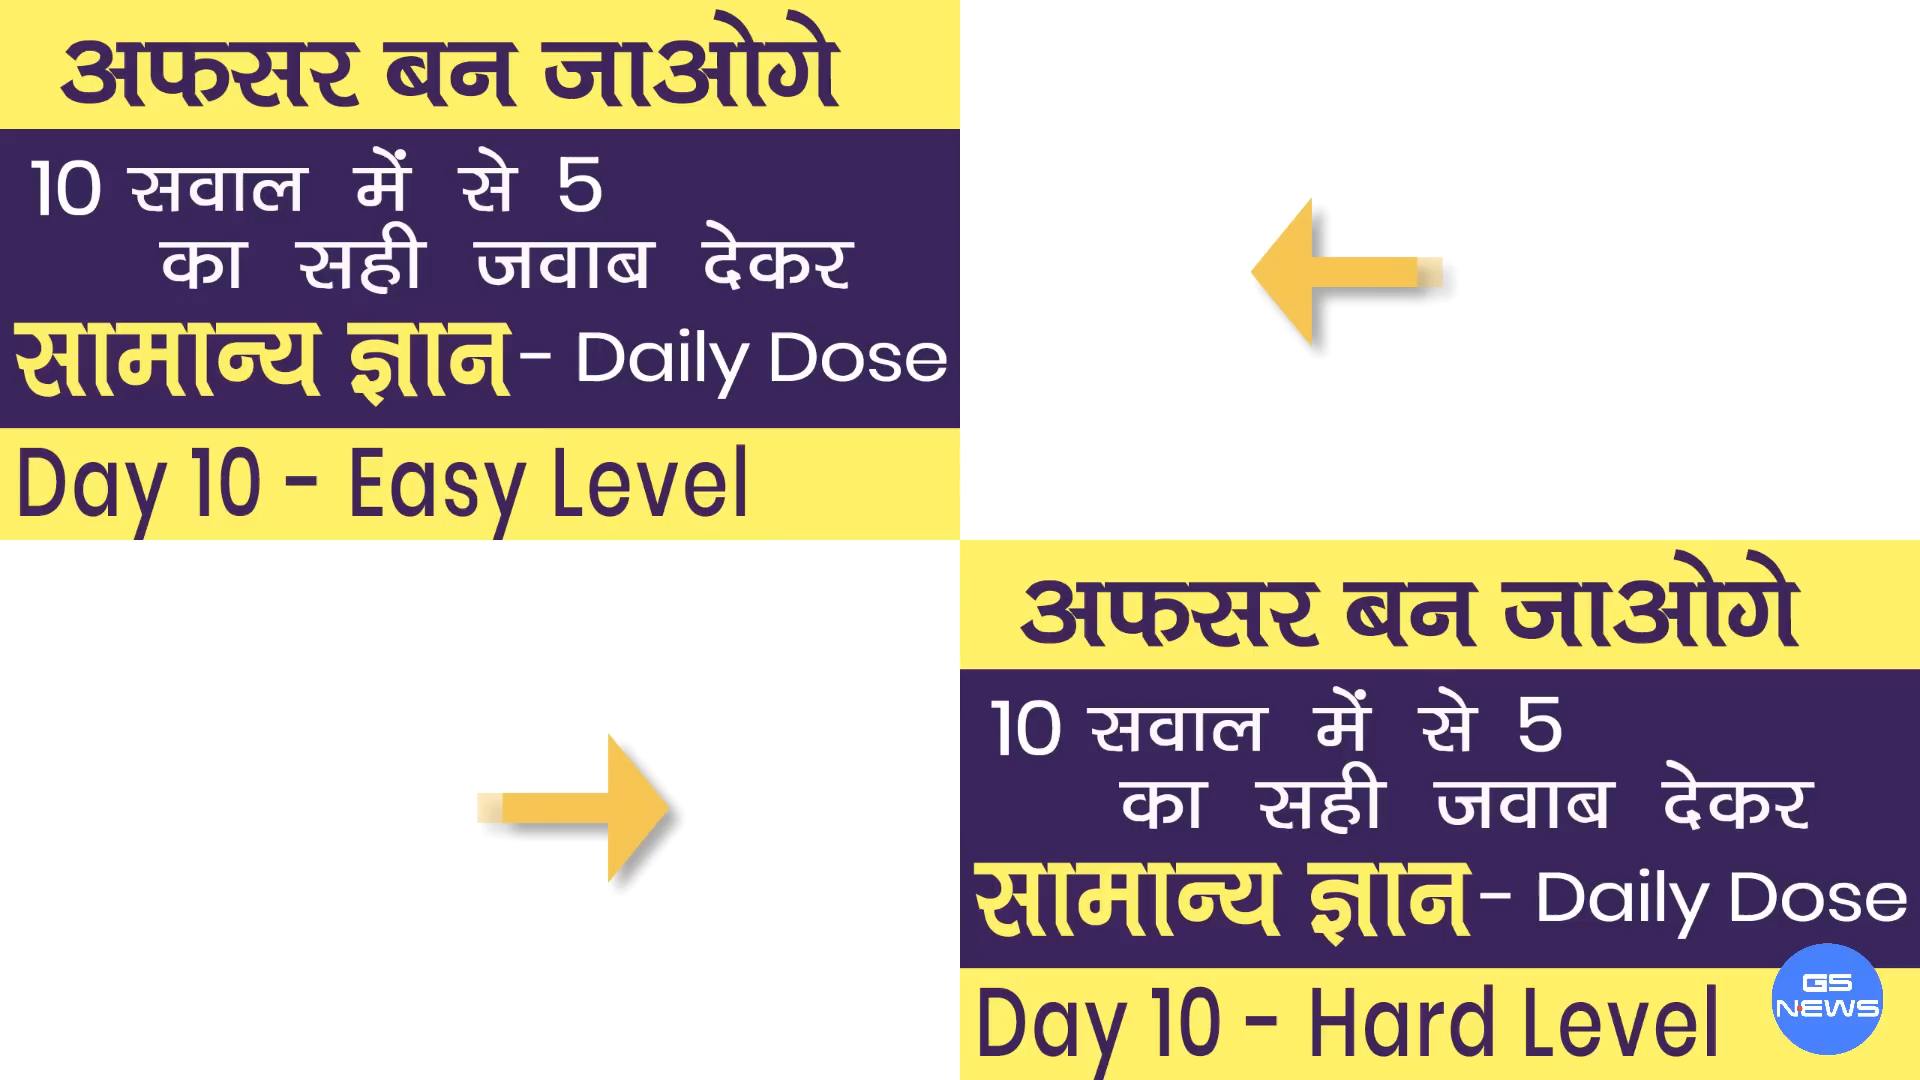 अफसर बन जाओगे
10 सवाल में से 5
का सही जवाब देकर
सामान्य ज्ञान - Daily Dose
Day 10 - Easy Level
अफसर बन जाओगे
10 सवाल में से 5
का सही जवाब देकर
सामान्य ज्ञान - Daily Dose
Day 10 - Hard Level
GS
NEWS